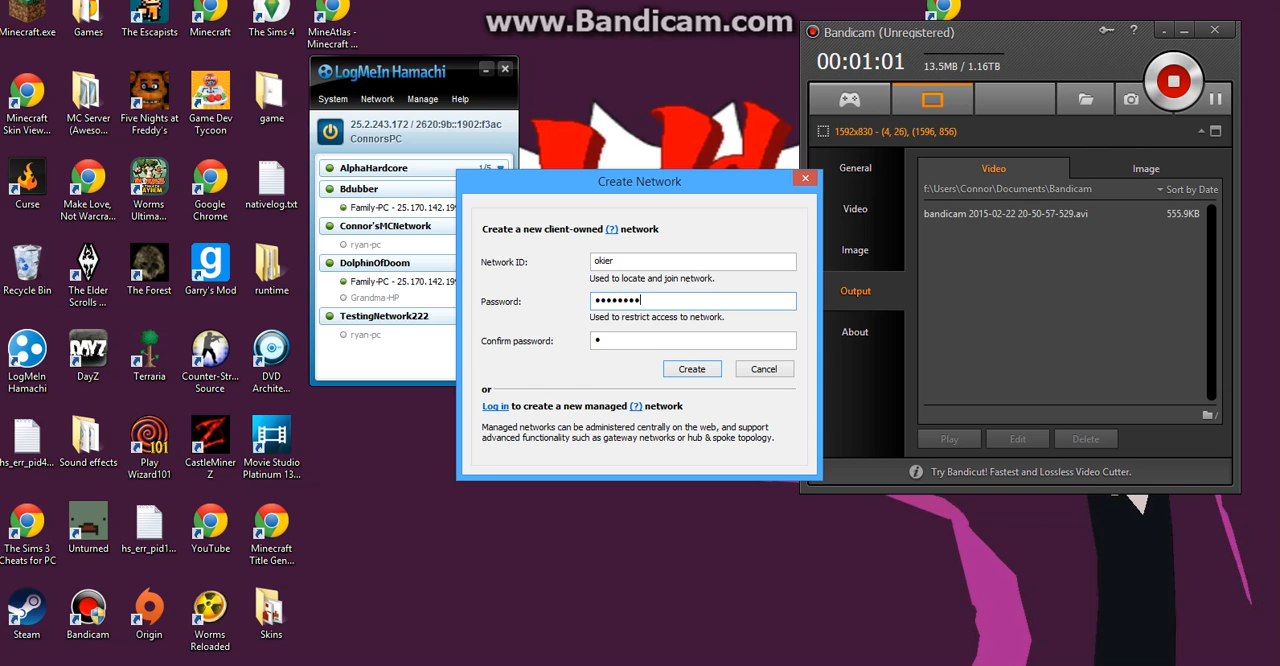 www.Bandicam.com
Minecraft.exe
Games
The Escapists
Minecraft
The Sims 4
MineAtlas -
Minecraft ...
Minecraft
Skin View...
MC Server
(Aweso...
Five Nights at
Freddy's
Game Dev
Tycoon
game
Curse
Make Love,
Not Warcra...
Worms
Ultima...
Google
Chrome
nativelog.txt
Recycle Bin
The Elder
Scrolls ...
The Forest
Garry's Mod
runtime
LogMeIn
Hamachi
DayZ
Terraria
Counter-Str...
Source
DVD
Archite...
hs_err_pid4...
Sound effects
Play
Wizard101
CastleMiner
Z
Movie Studio
Platinum 13...
The Sims 3
Cheats for PC
Unturned
hs_err_pid1...
YouTube
Minecraft
Title Gen...
Steam
Bandicam
Origin
Worms
Reloaded
Skins
LogMeIn Hamachi
System Network Manage Help
25.2.243.172 / 2620:9b::1902:f3ac
ConnorsPC
AlphaHardcore 1/5
Bdubber
Family-PC - 25.170.142.19
Connor'sMCNetwork
ryan-pc
DolphinOfDoom
Family-PC - 25.170.142.19
Grandma-HP
TestingNetwork222
ryan-pc
Create Network
Create a new client-owned (?) network
Network ID: okier
Used to locate and join network.
Password: ••••••••
Used to restrict access to network.
Confirm password: •
Create Cancel
or
Log in to create a new managed (?) network
Managed networks can be administered centrally on the web, and support
advanced functionality such as gateway networks or hub & spoke topology.
Bandicam (Unregistered)
00:01:01 13.5MB / 1.16TB
1592x830 - (4, 26), (1596, 856)
General
Video
Image
Output
About
Video Image
f:\Users\Connor\Documents\Bandicam Sort by Date
bandicam 2015-02-22 20-50-57-529.avi 555.9KB
Play Edit Delete
Try Bandicut! Fastest and Lossless Video Cutter.